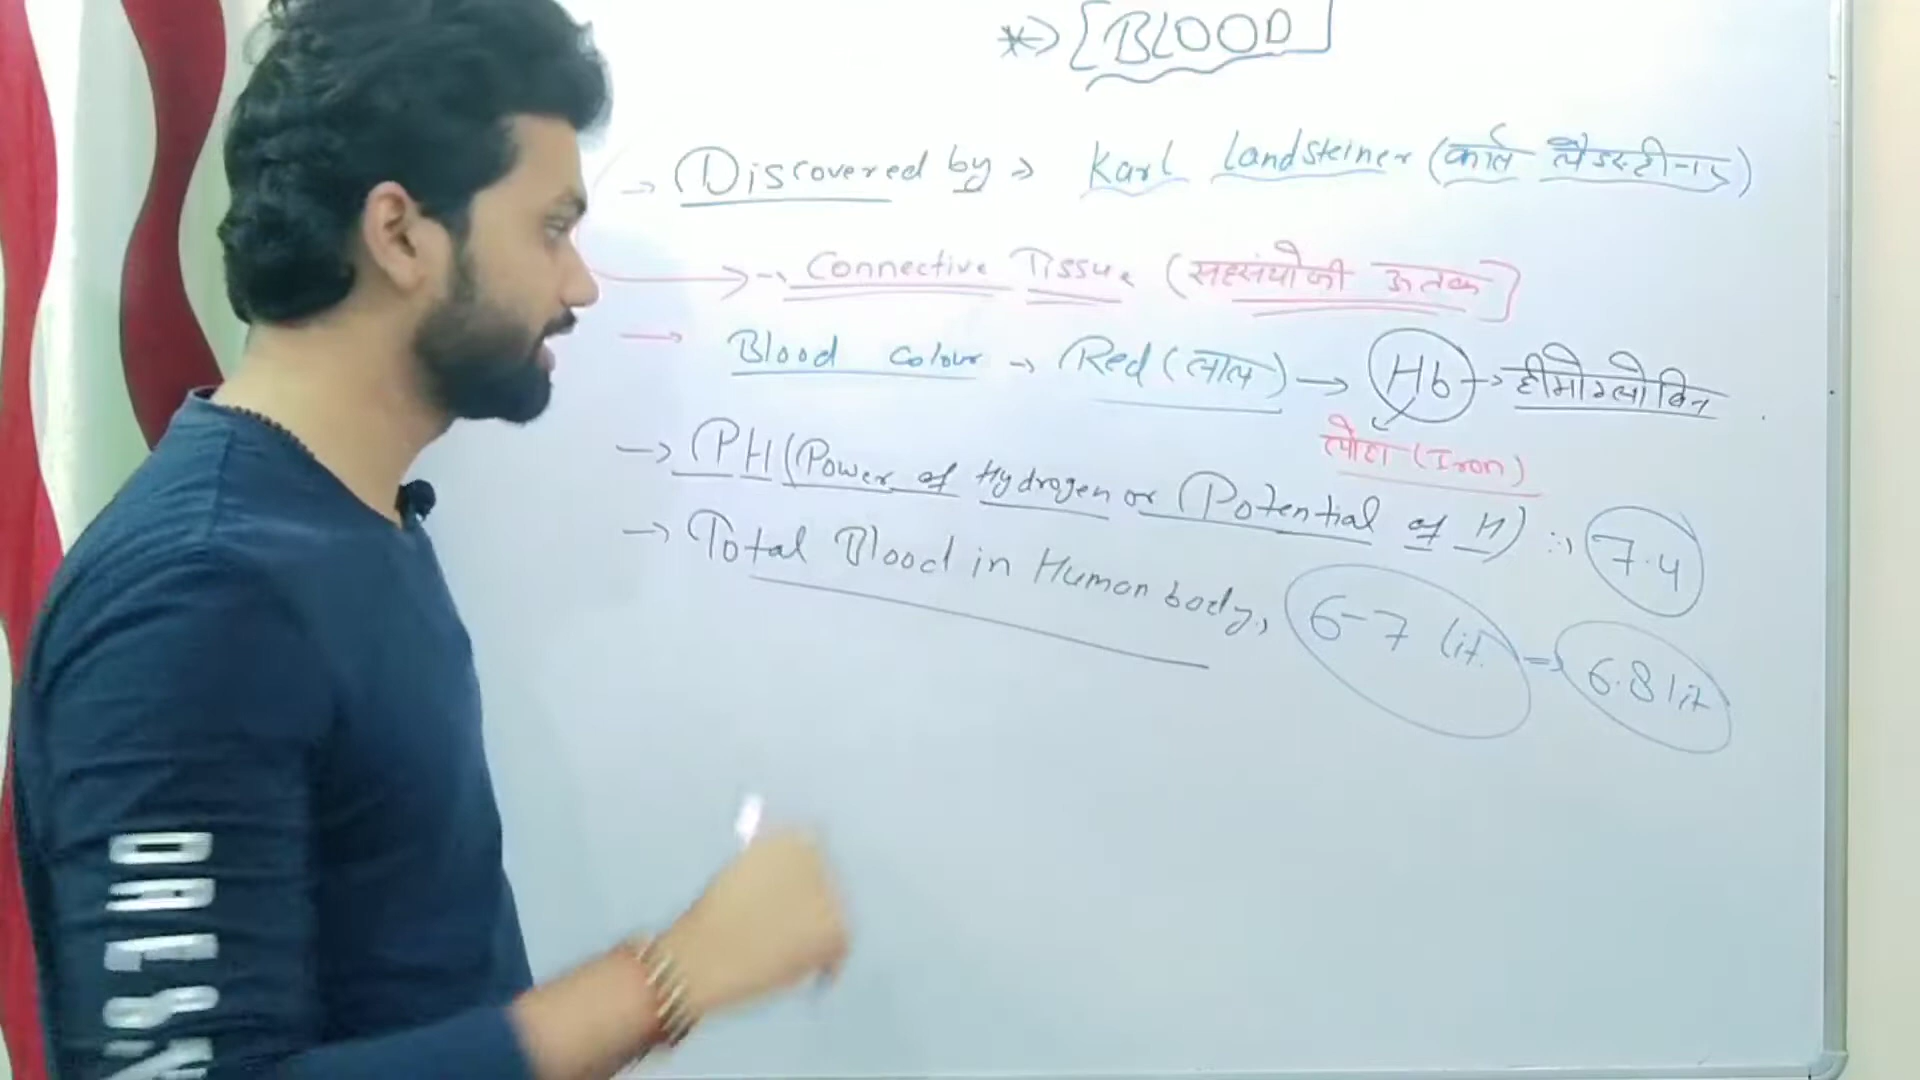 *→ [BLOOD]
→ Discovered by → Karl Landsteiner (कार्ल लैंडस्टीनर)
→ Connective Tissue (सहसंयोजी ऊतक)
→ Blood Colour → Red (लाल) → Hb → हीमोग्लोबिन
लोहा (Iron)
→ PH (Power of Hydrogen or Potential of H) :→ 7.4
→ Total Blood in Human body, 6-7 lit. ⇒ 6.8 lit